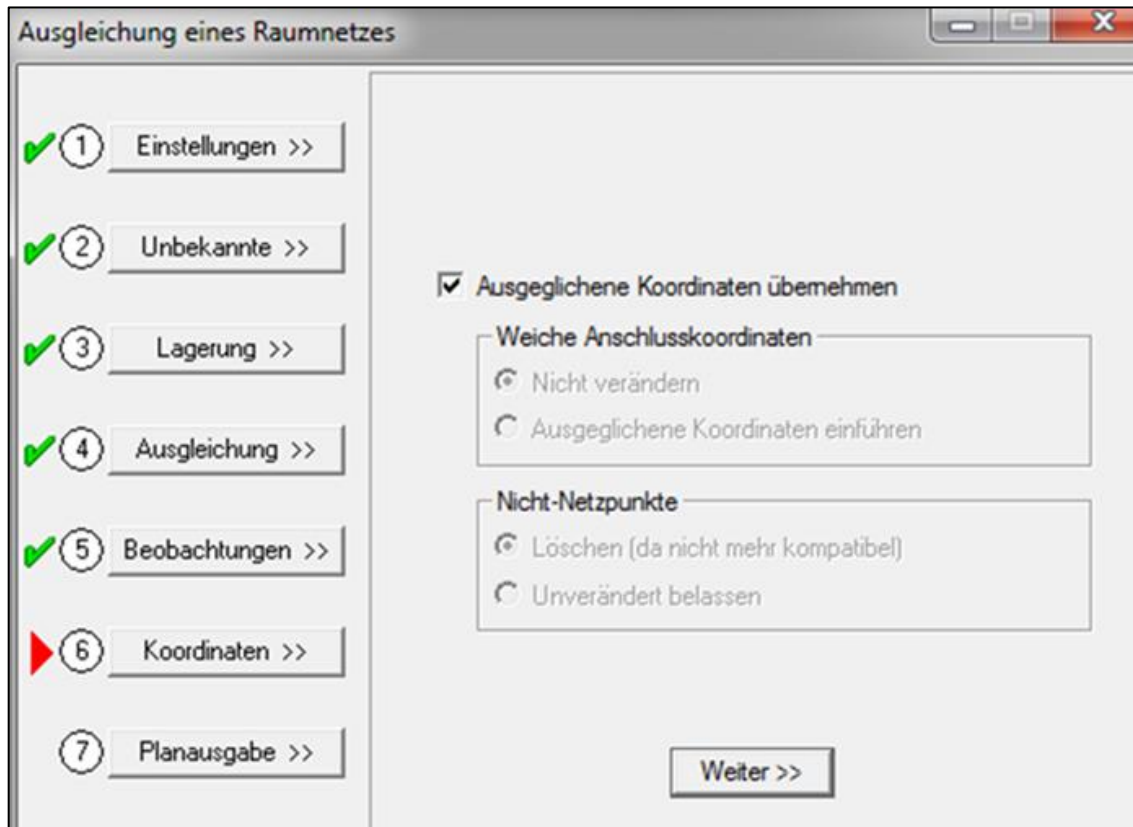 Ausgleichung eines Raumnetzes
1 Einstellungen >>
2 Unbekannte >>
3 Lagerung >>
4 Ausgleichung >>
5 Beobachtungen >>
6 Koordinaten >>
7 Planausgabe >>
Ausgeglichene Koordinaten übernehmen
Weiche Anschlusskoordinaten
Nicht verändern
Ausgeglichene Koordinaten einführen
Nicht-Netzpunkte
Löschen (da nicht mehr kompatibel)
Unverändert belassen
Weiter >>